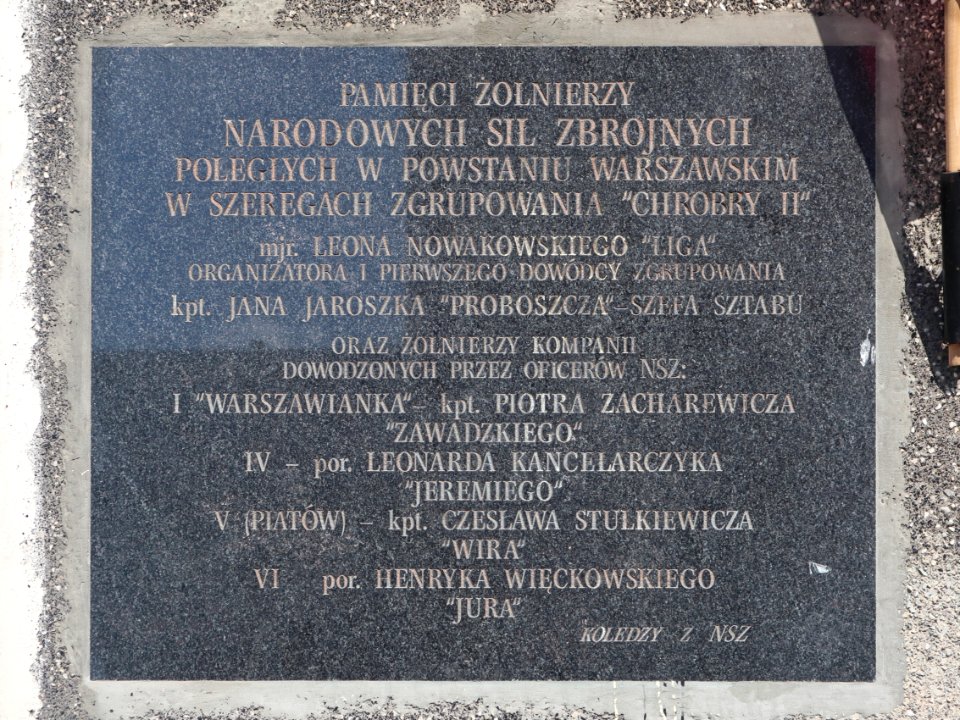 PAMIĘCI ŻOŁNIERZY
NARODOWYCH SIŁ ZBROJNYCH
POLEGŁYCH W POWSTANIU WARSZAWSKIM
W SZEREGACH ZGRUPOWANIA "CHROBRY II"
mjr. LEONA NOWAKOWSKIEGO "LIGA"
ORGANIZATORA I PIERWSZEGO DOWÓDCY ZGRUPOWANIA
kpt. JANA JAROSZKA "PROBOSZCZA"-SZEFA SZTABU
ORAZ ŻOŁNIERZY KOMPANII
DOWODZONYCH PRZEZ OFICERÓW NSZ:
I "WARSZAWIANKA"- kpt. PIOTRA ZACHAREWICZA
"ZAWADZKIEGO"
IV - por. LEONARDA KANCELARCZYKA
"JEREMIEGO"
V (PIATÓW) - kpt. CZESŁAWA STULKIEWICZA
"WIRA"
VI por. HENRYKA WIĘCKOWSKIEGO
"JURA"
KOLEDZY Z NSZ